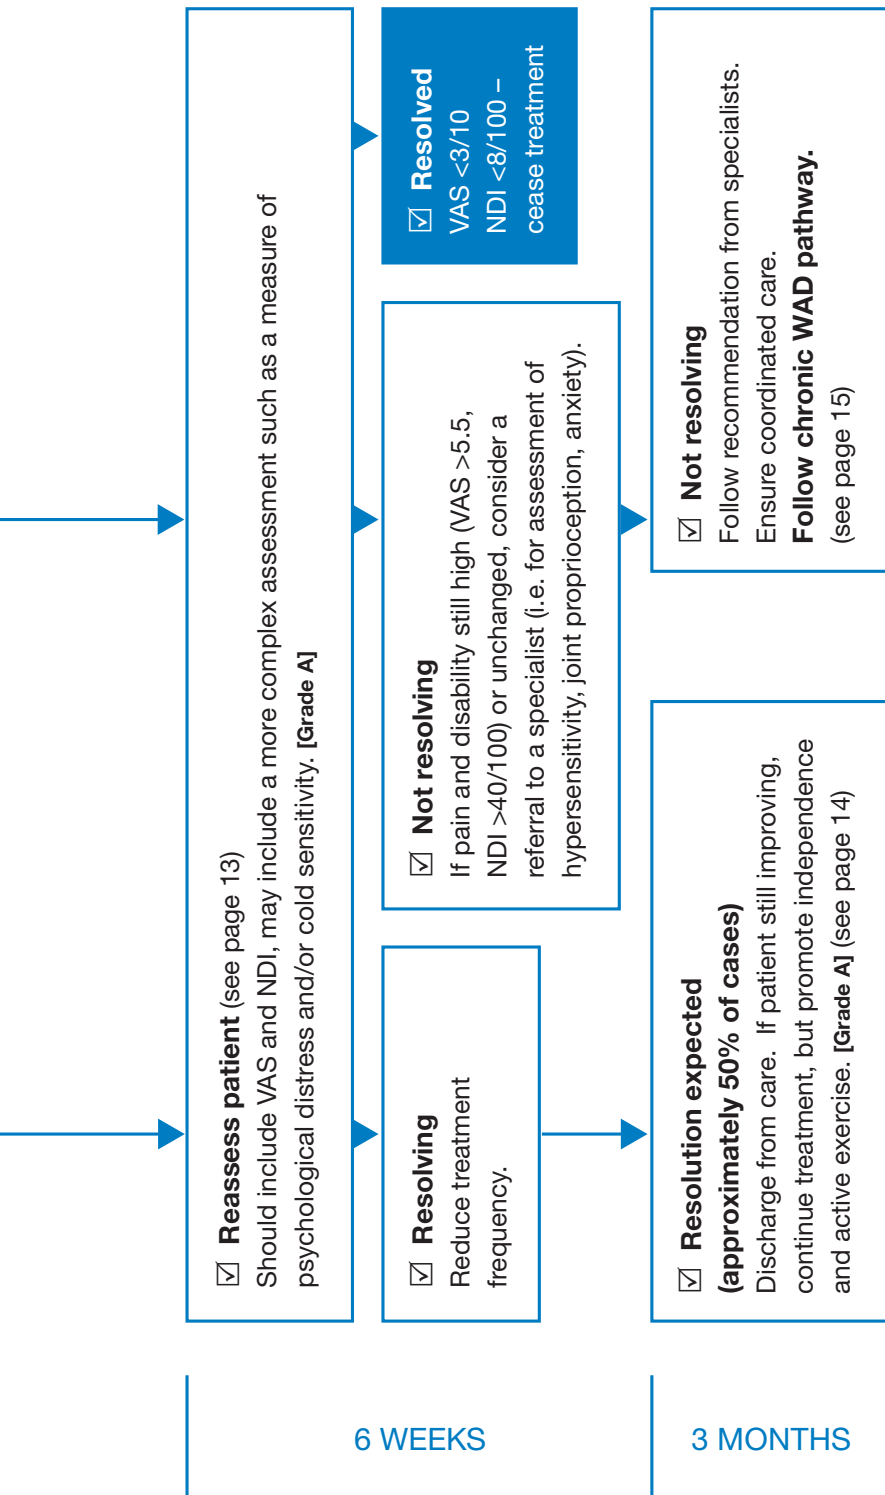 6 WEEKS
☑ Reassess patient (see page 13)
Should include VAS and NDI, may include a more complex assessment such as a measure of
psychological distress and/or cold sensitivity. [Grade A]
☑ Resolving
Reduce treatment
frequency.
☑ Not resolving
If pain and disability still high (VAS >5.5,
NDI >40/100) or unchanged, consider a
referral to a specialist (i.e. for assessment of
hypersensitivity, joint proprioception, anxiety).
☑ Resolved
VAS <3/10
NDI <8/100 –
cease treatment
3 MONTHS
☑ Resolution expected
(approximately 50% of cases)
Discharge from care. If patient still improving,
continue treatment, but promote independence
and active exercise. [Grade A] (see page 14)
☑ Not resolving
Follow recommendation from specialists.
Ensure coordinated care.
Follow chronic WAD pathway.
(see page 15)